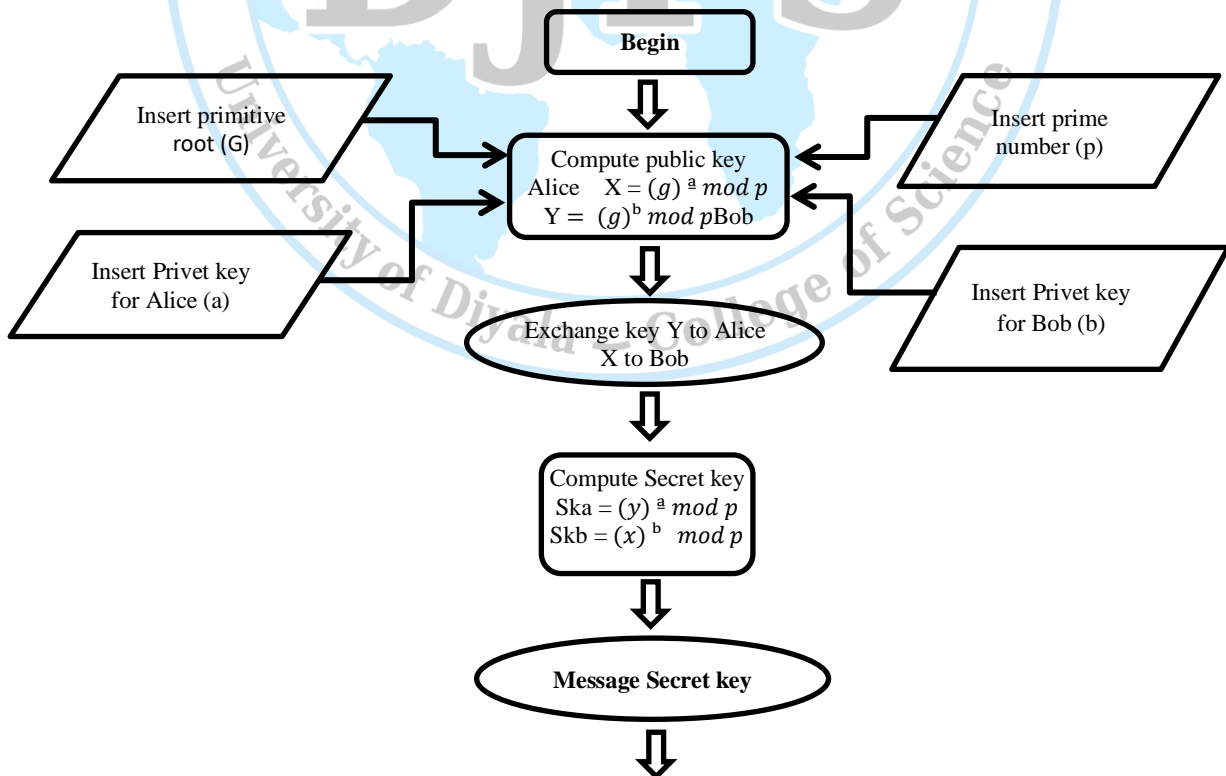 Begin
Insert primitive
root (G)
Insert prime
number (p)
Compute public key
Alice X = (g) ª mod p
Y = (g)ᵇ mod pBob
Insert Privet key
for Alice (a)
Insert Privet key
for Bob (b)
Exchange key Y to Alice
X to Bob
Compute Secret key
Ska = (y) ª mod p
Skb = (x) ᵇ mod p
Message Secret key
University of Diyala – College of Science